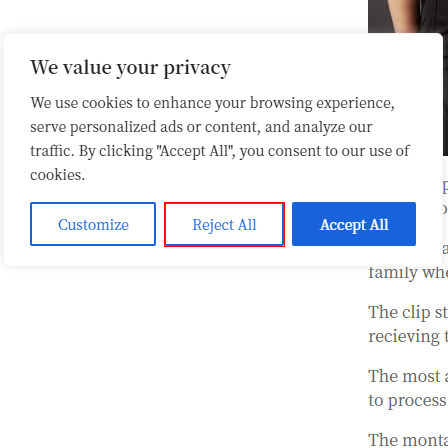 We value your privacy
We use cookies to enhance your browsing experience,
serve personalized ads or content, and analyze our
traffic. By clicking "Accept All", you consent to our use of
cookies.
Customize
Reject All
Accept All
family whe
The clip st
recieving t
The most a
to process
The monta